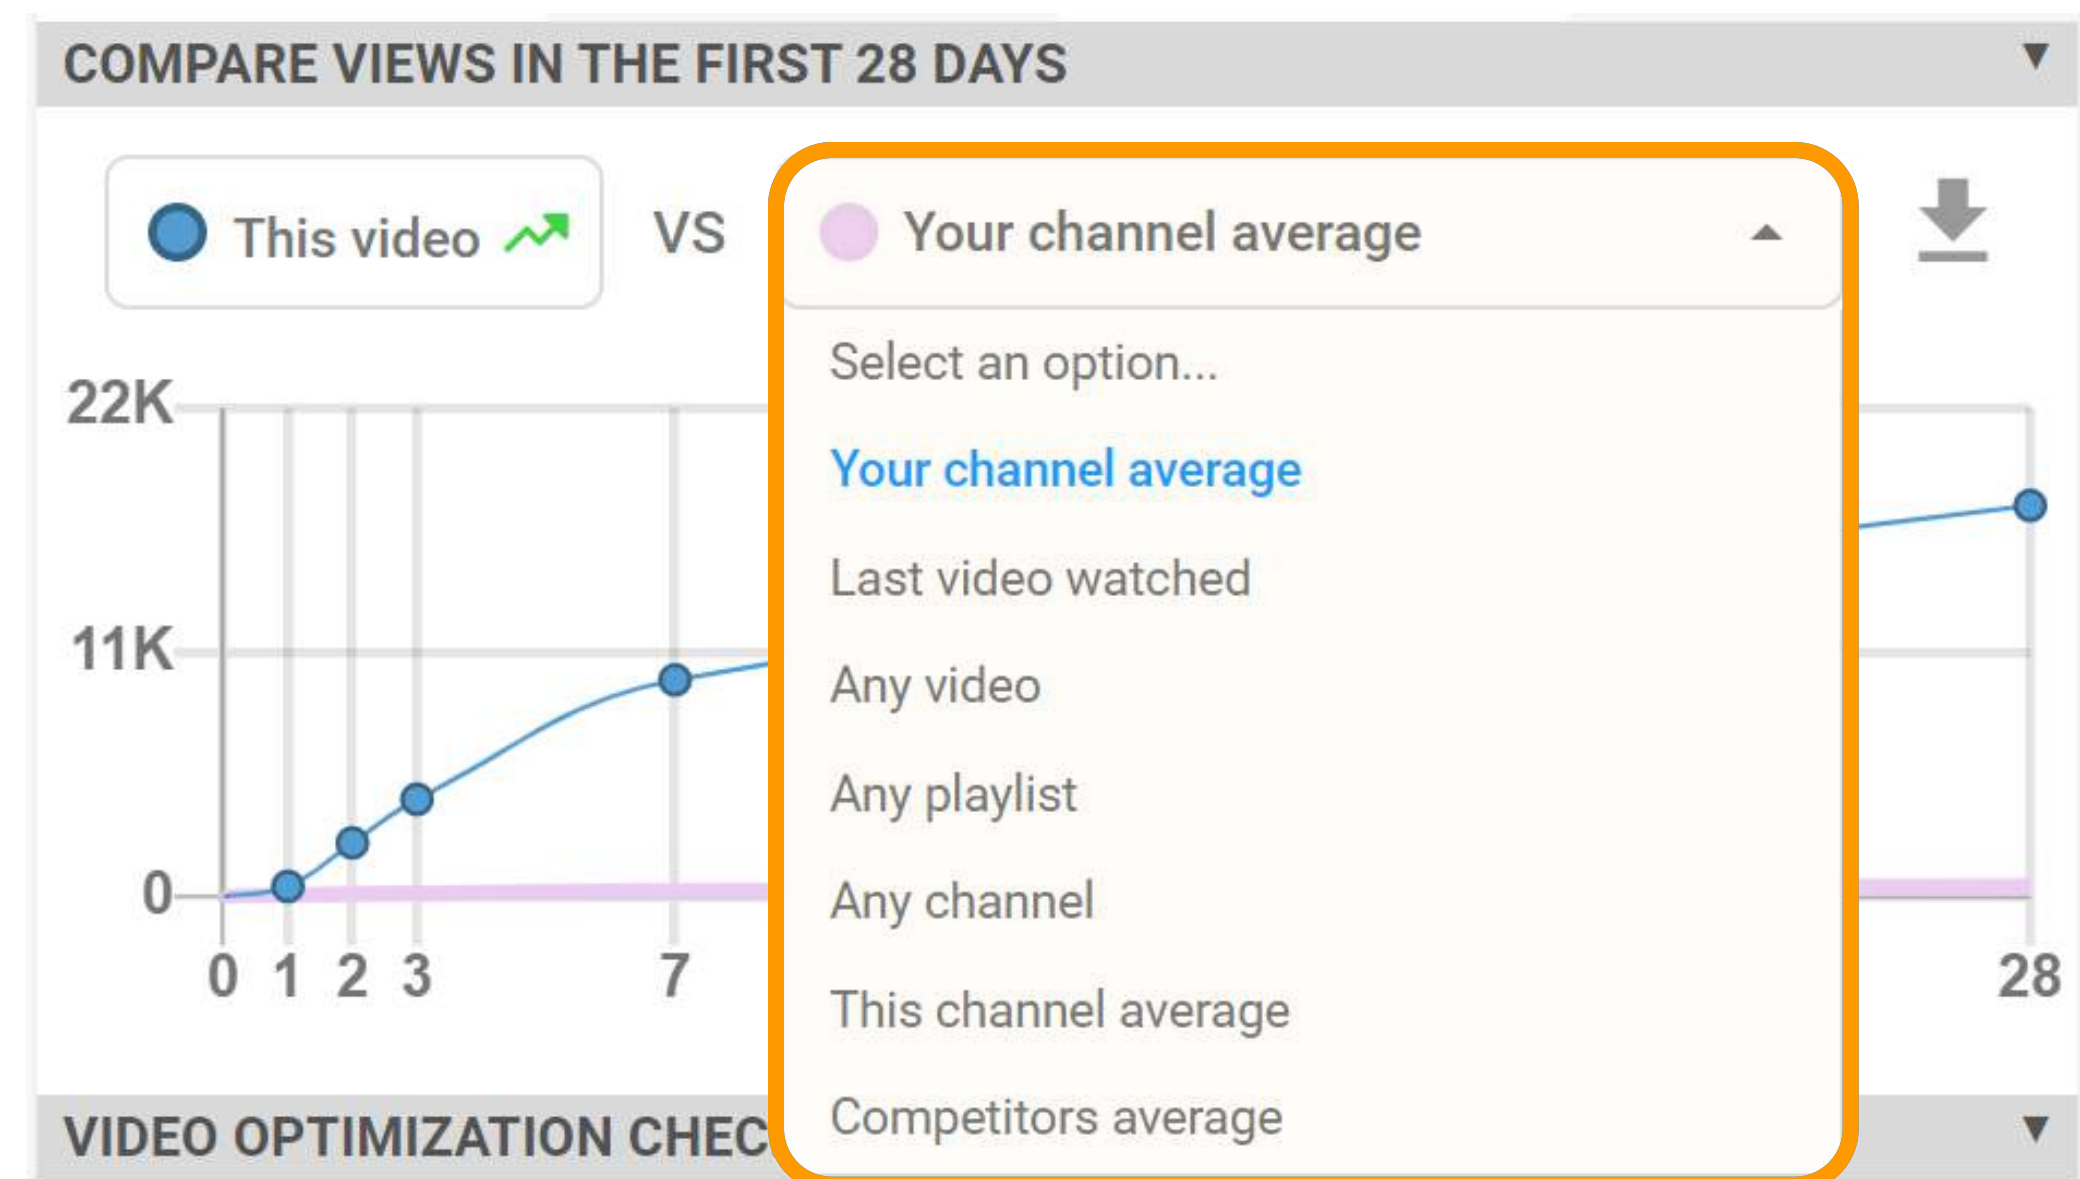 COMPARE VIEWS IN THE FIRST 28 DAYS ▼
This video VS Your channel average
Select an option...
Your channel average
Last video watched
Any video
Any playlist
Any channel
This channel average
Competitors average
22K
11K
0
0 1 2 3 7 28
VIDEO OPTIMIZATION CHEC ▼